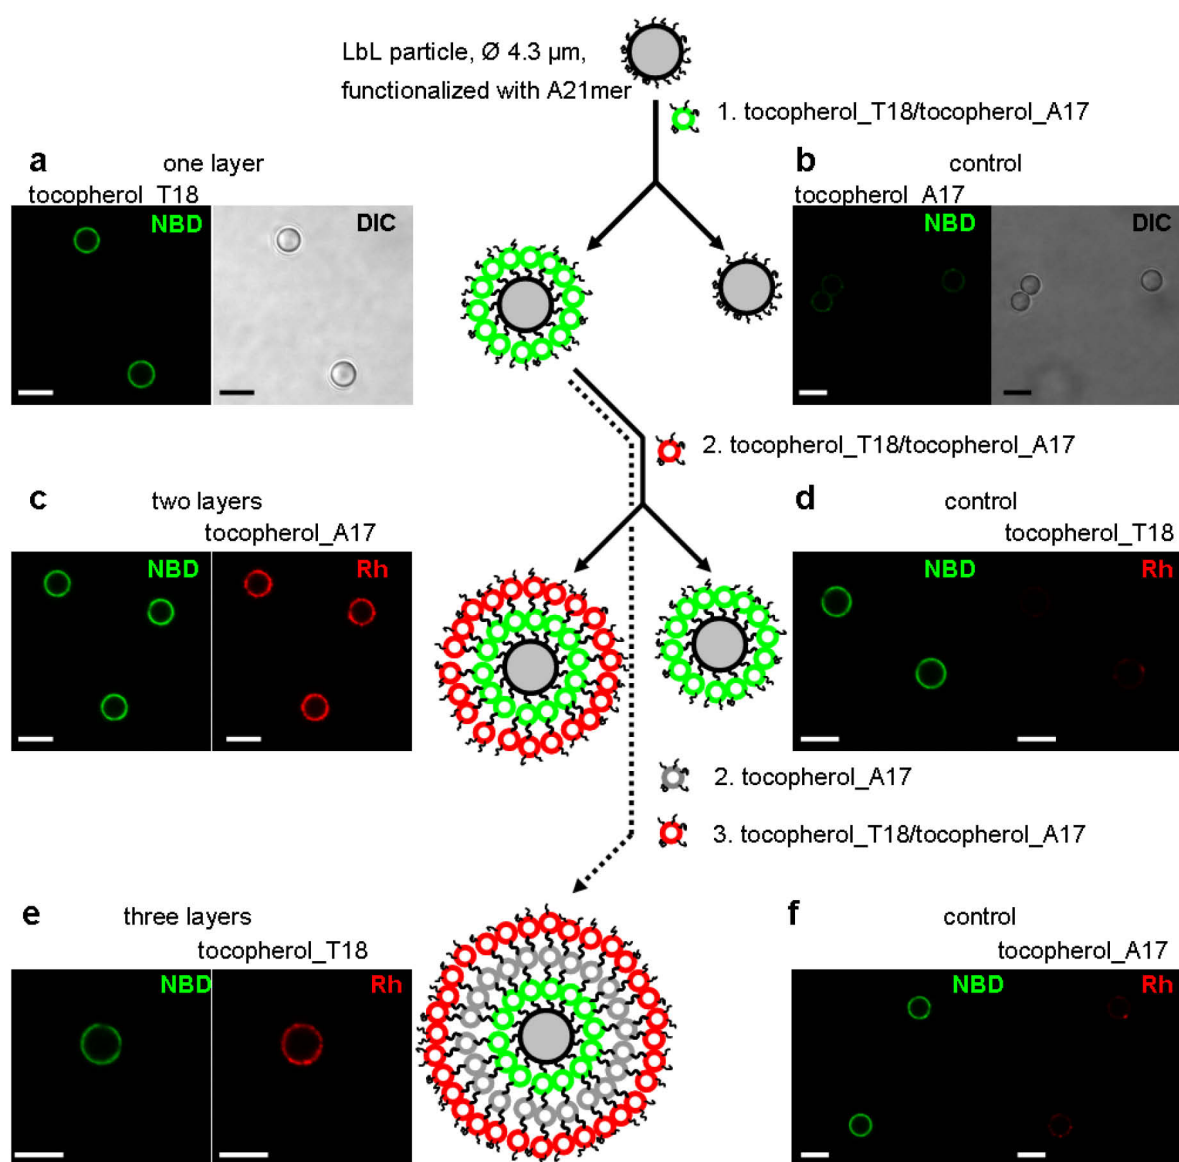 LbL particle, Ø 4.3 µm,
functionalized with A21mer
1. tocopherol_T18/tocopherol_A17
a one layer
tocopherol_T18
NBD DIC
b control
tocopherol_A17
NBD DIC
2. tocopherol_T18/tocopherol_A17
c two layers
tocopherol_A17
NBD Rh
d control
tocopherol_T18
NBD Rh
2. tocopherol_A17
3. tocopherol_T18/tocopherol_A17
e three layers
tocopherol_T18
NBD Rh
f control
tocopherol_A17
NBD Rh